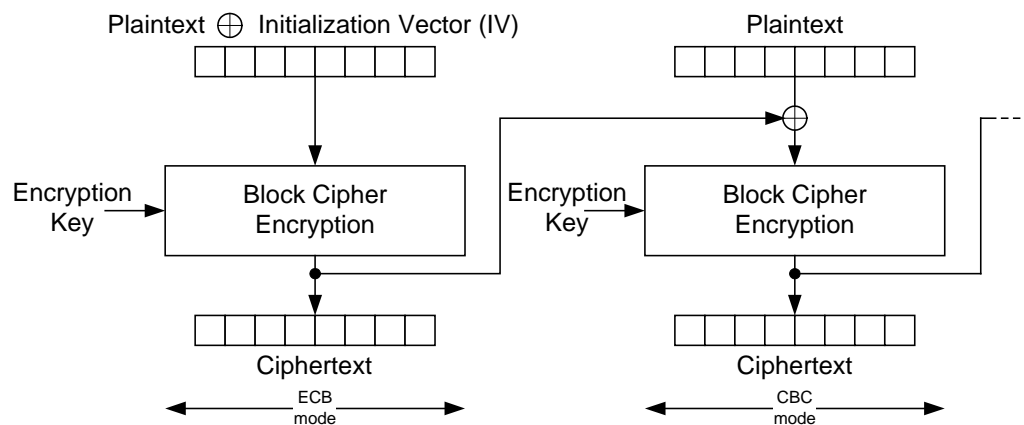 Plaintext ⊕ Initialization Vector (IV)
Plaintext
Encryption
Key
Block Cipher
Encryption
Encryption
Key
Block Cipher
Encryption
Ciphertext
Ciphertext
ECB
mode
CBC
mode